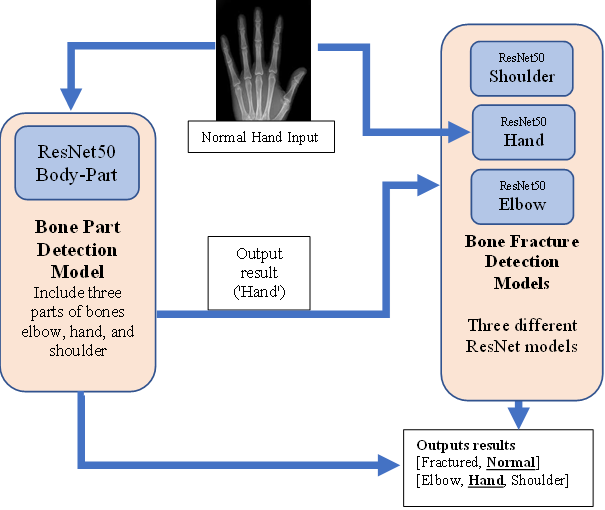 Normal Hand Input
ResNet50
Body-Part
Bone Part
Detection
Model
Include three
parts of bones
elbow, hand, and
shoulder
Output
result
('Hand')
ResNet50
Shoulder
ResNet50
Hand
ResNet50
Elbow
Bone Fracture
Detection
Models
Three different
ResNet models
Outputs results
[Fractured, Normal]
[Elbow, Hand, Shoulder]